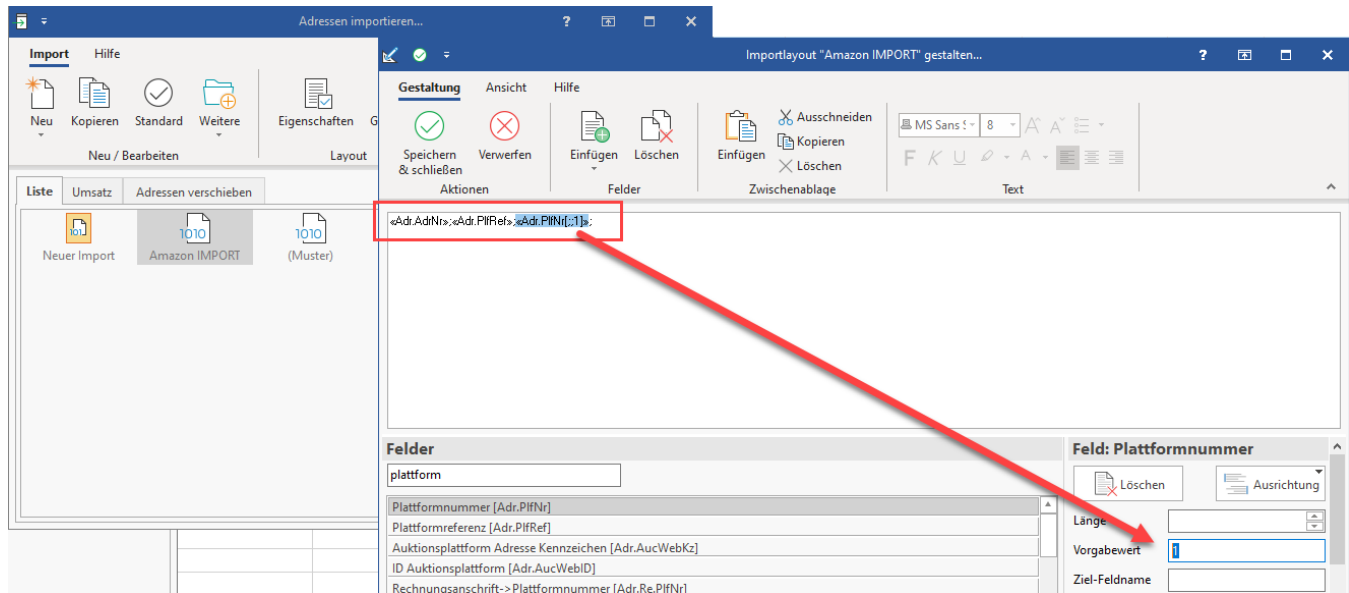 Adressen importieren...
Import Hilfe
Neu Kopieren Standard Weitere Eigenschaften G
Neu / Bearbeiten Layout
Liste Umsatz Adressen verschieben
Neuer Import Amazon IMPORT (Muster)
Importlayout "Amazon IMPORT" gestalten...
Gestaltung Ansicht Hilfe
Speichern & schließen Verwerfen Einfügen Löschen Einfügen Ausschneiden
Kopieren
Löschen
MS Sans S 8
F K U A
Aktionen Felder Zwischenablage Text
«Adr.AdrNr»;«Adr.PlfRef»;«Adr.PlfNr[;;1]»;
Felder
plattform
Plattformnummer [Adr.PlfNr]
Plattformreferenz [Adr.PlfRef]
Auktionsplattform Adresse Kennzeichen [Adr.AucWebKz]
ID Auktionsplattform [Adr.AucWebID]
Rechnungsanschrift->Plattformnummer [Adr.Re.PlfNr]
Feld: Plattformnummer
Löschen Ausrichtung
Länge
Vorgabewert 1
Ziel-Feldname